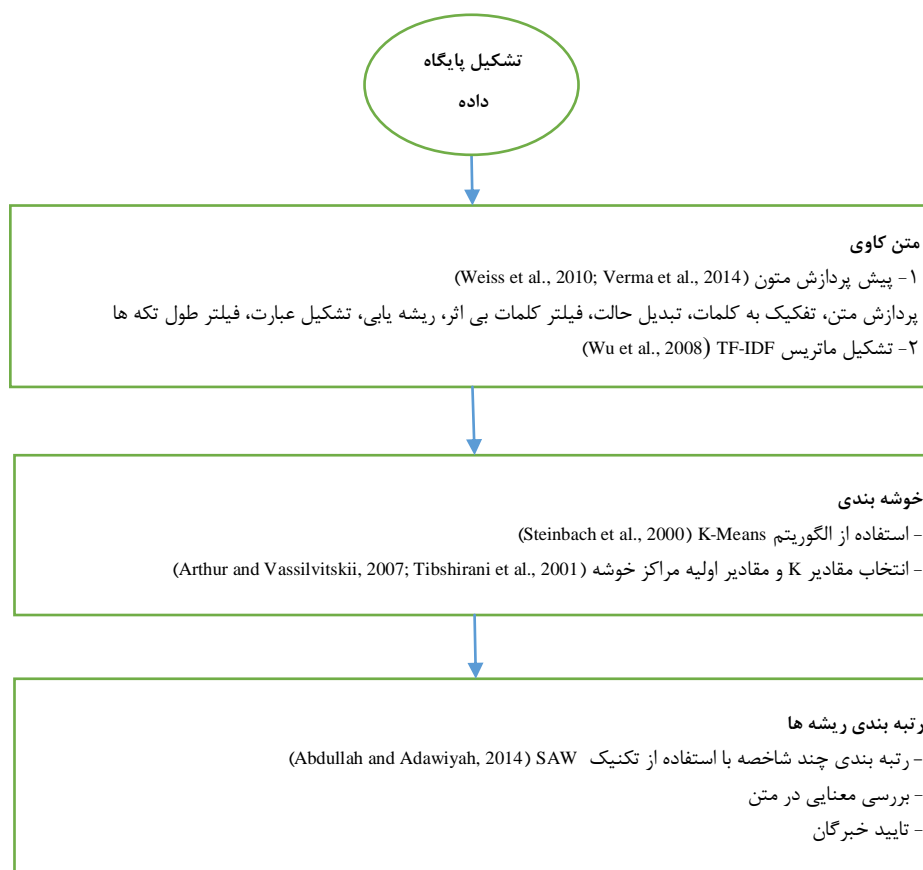 تشکیل پایگاه
داده
متن کاوی
۱- پیش پردازش متون (Weiss et al., 2010; Verma et al., 2014)
پردازش متن، تفکیک به کلمات، تبدیل حالت، فیلتر کلمات بی اثر، ریشه یابی، تشکیل عبارت، فیلتر طول تکه ها
۲- تشکیل ماتریس TF-IDF (Wu et al., 2008)
خوشه بندی
- استفاده از الگوریتم K-Means (Steinbach et al., 2000)
- انتخاب مقادیر K و مقادیر اولیه مراکز خوشه (Arthur and Vassilvitskii, 2007; Tibshirani et al., 2001)
رتبه بندی ریشه ها
- رتبه بندی چند شاخصه با استفاده از تکنیک SAW (Abdullah and Adawiyah, 2014)
- بررسی معنایی در متن
- تایید خبرگان